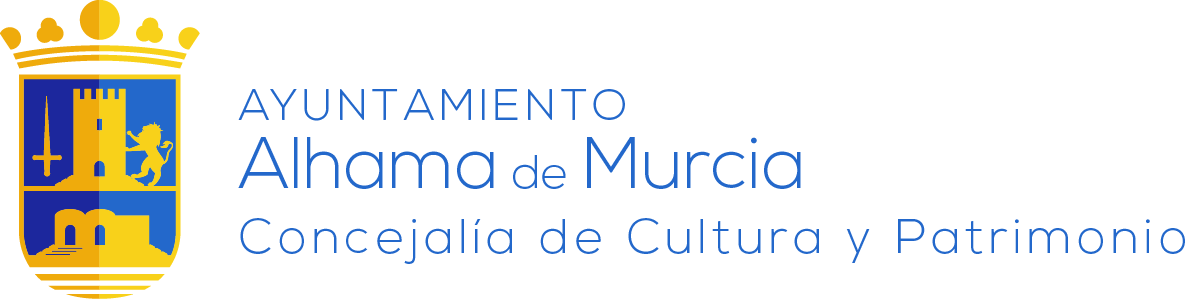 AYUNTAMIENTO
Alhama de Murcia
Concejalía de Cultura y Patrimonio